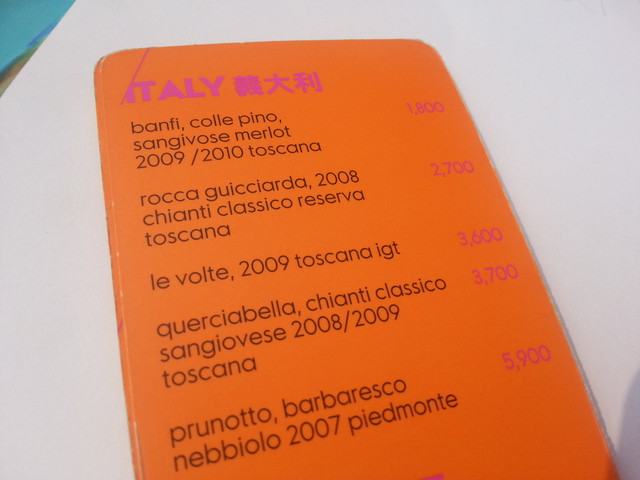 ITALY 義大利
banfi, colle pino, 1,800
sangivose merlot
2009 /2010 toscana
rocca guicciarda, 2008 2,700
chianti classico reserva
toscana
le volte, 2009 toscana igt 3,600
querciabella, chianti classico 3,700
sangiovese 2008/2009
toscana
prunotto, barbaresco 5,900
nebbiolo 2007 piedmonte